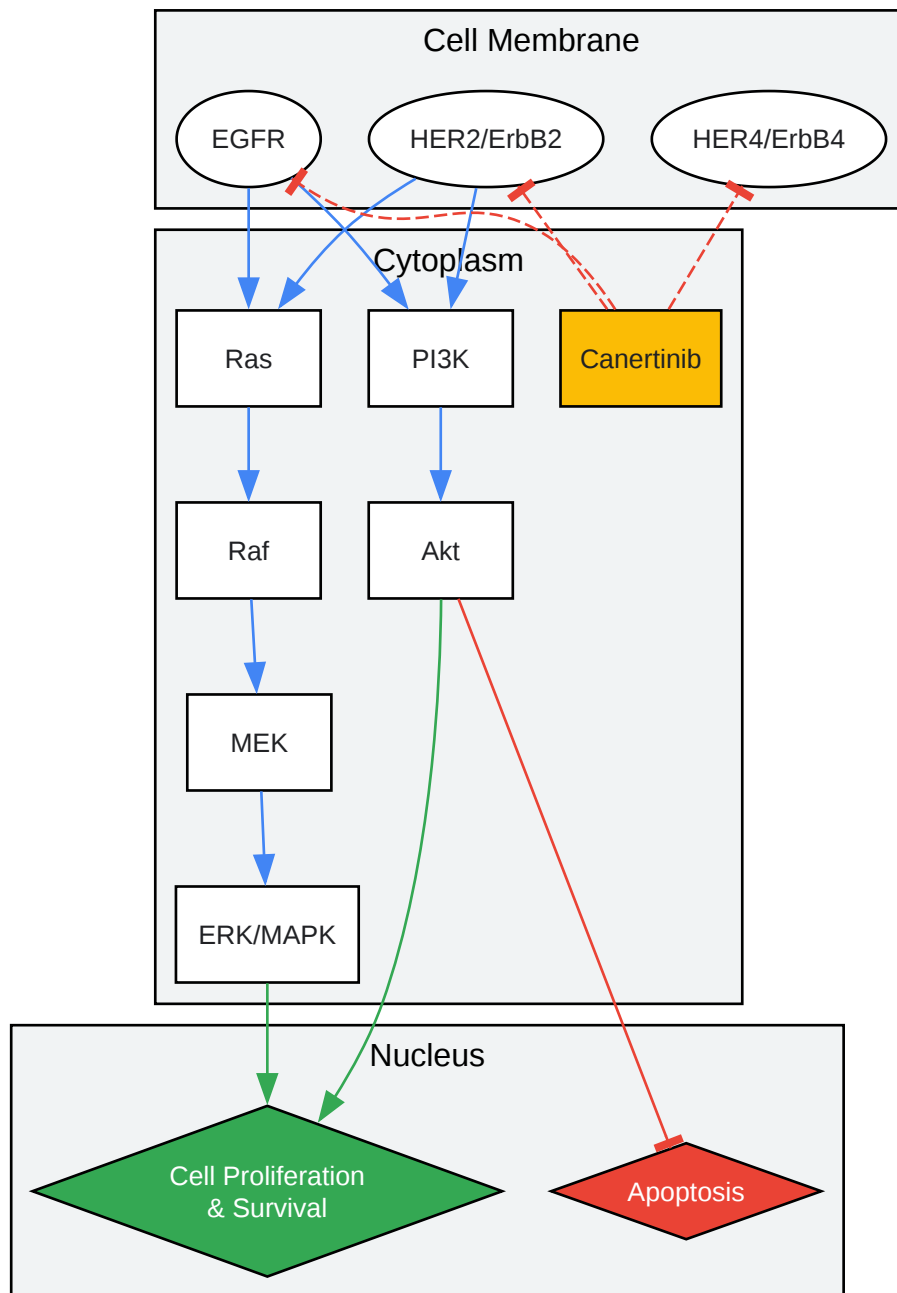 Cell Membrane
EGFR
HER2/ErbB2
HER4/ErbB4
Cytoplasm
Ras
PI3K
Canertinib
Raf
Akt
MEK
ERK/MAPK
Nucleus
Cell Proliferation
& Survival
Apoptosis